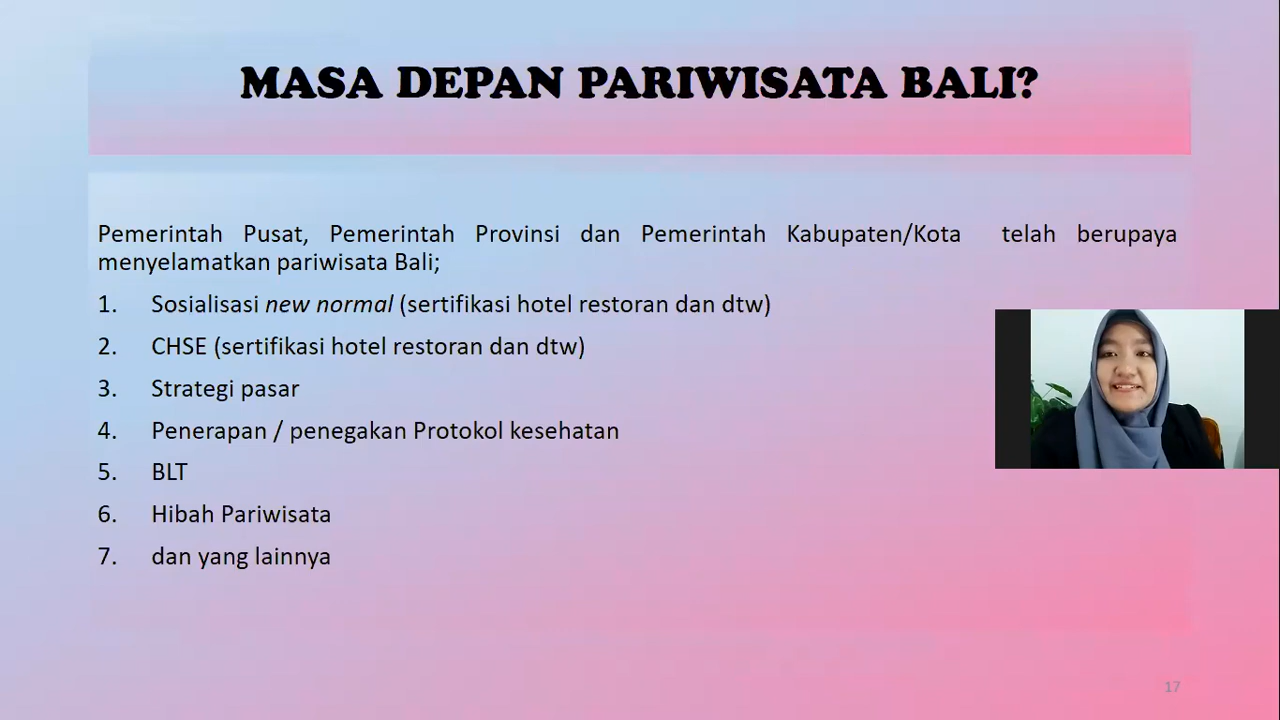 MASA DEPAN PARIWISATA BALI?
Pemerintah Pusat, Pemerintah Provinsi dan Pemerintah Kabupaten/Kota telah berupaya
menyelamatkan pariwisata Bali;
1. Sosialisasi new normal (sertifikasi hotel restoran dan dtw)
2. CHSE (sertifikasi hotel restoran dan dtw)
3. Strategi pasar
4. Penerapan / penegakan Protokol kesehatan
5. BLT
6. Hibah Pariwisata
7. dan yang lainnya
17